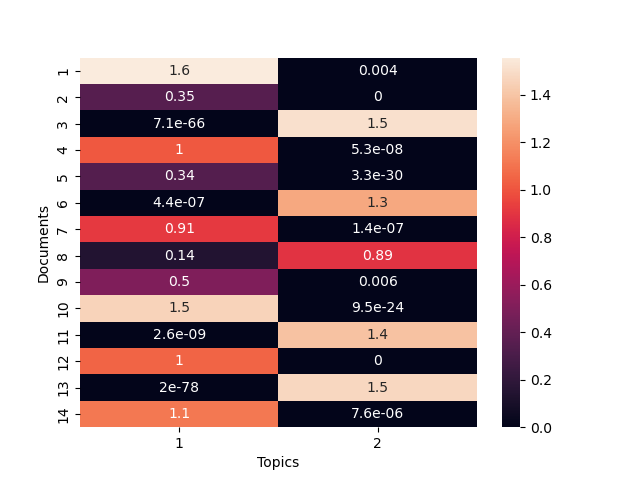 1 1.6 0.004
2 0.35 0
3 7.1e-66 1.5
4 1 5.3e-08
5 0.34 3.3e-30
6 4.4e-07 1.3
7 0.91 1.4e-07
8 0.14 0.89
9 0.5 0.006
10 1.5 9.5e-24
11 2.6e-09 1.4
12 1 0
13 2e-78 1.5
14 1.1 7.6e-06
Documents
1 2
Topics
1.4
1.2
1.0
0.8
0.6
0.4
0.2
0.0